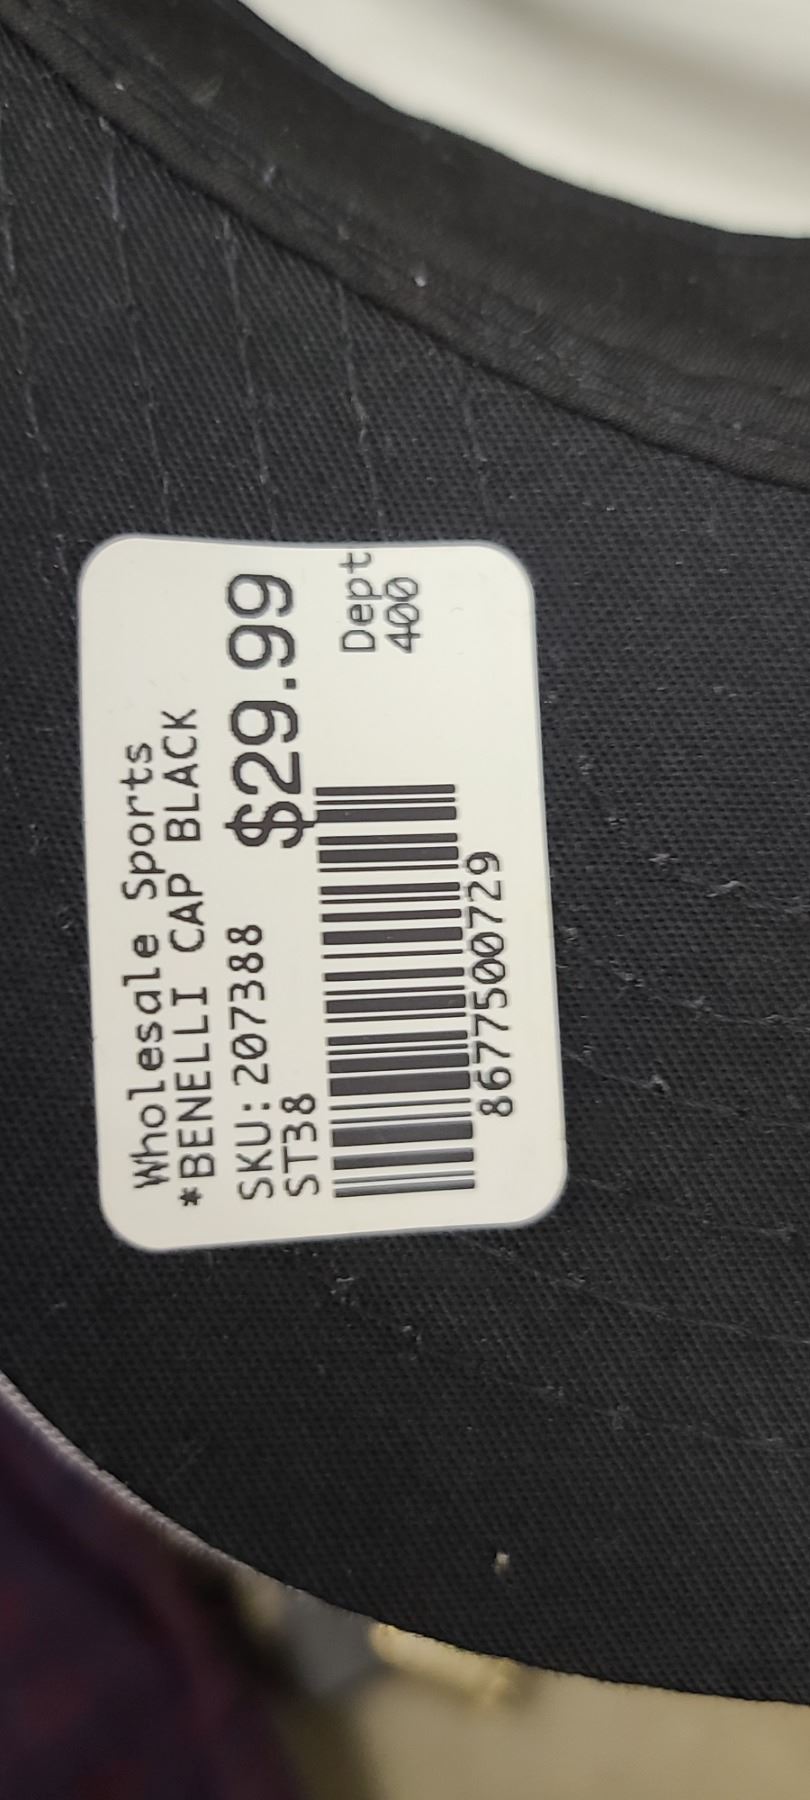 Wholesale Sports
*BENELLI CAP BLACK
SKU:207388 $29.99
ST38
Dept
400
8677500729